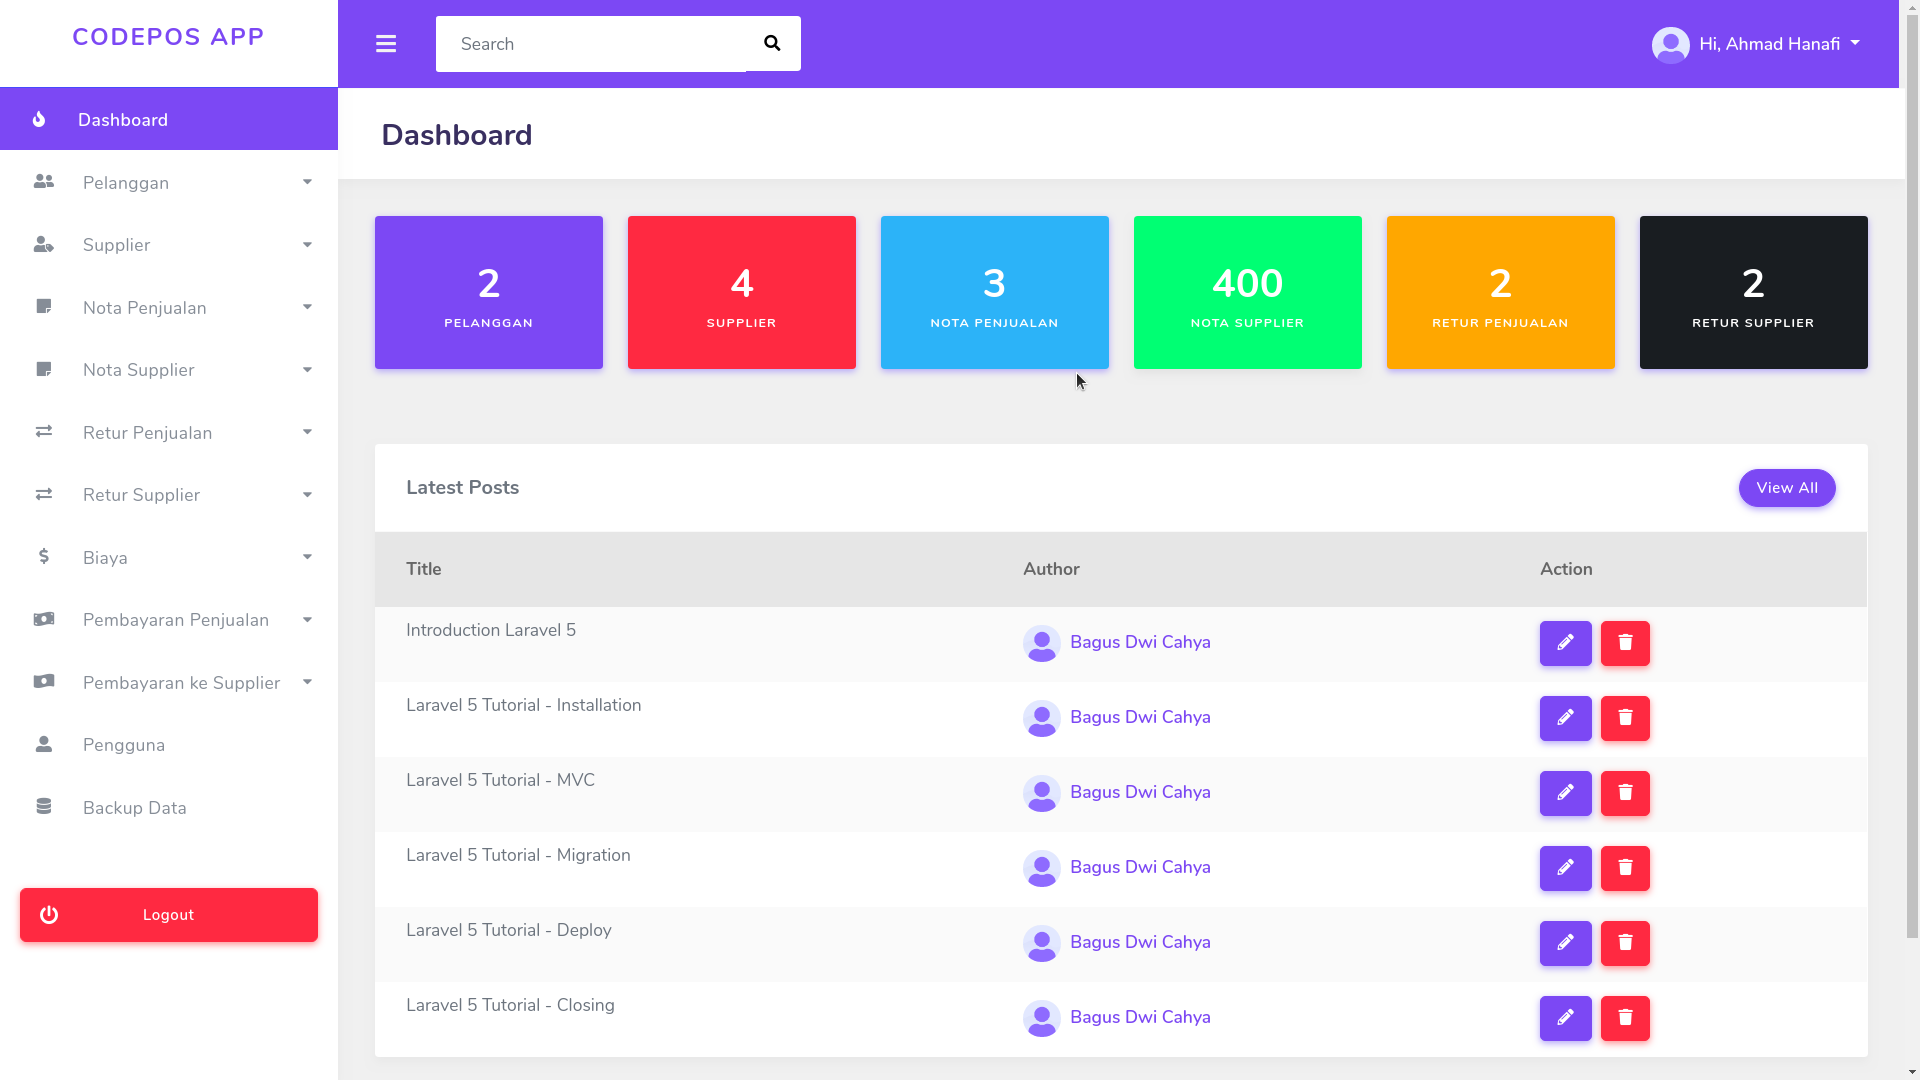 CODEPOS APP
Search
Hi, Ahmad Hanafi
Dashboard
Pelanggan
Supplier
Nota Penjualan
Nota Supplier
Retur Penjualan
Retur Supplier
Biaya
Pembayaran Penjualan
Pembayaran ke Supplier
Pengguna
Backup Data
Logout
Dashboard
2
PELANGGAN
4
SUPPLIER
3
NOTA PENJUALAN
400
NOTA SUPPLIER
2
RETUR PENJUALAN
2
RETUR SUPPLIER
Latest Posts
View All
Title Author Action
Introduction Laravel 5 Bagus Dwi Cahya
Laravel 5 Tutorial - Installation Bagus Dwi Cahya
Laravel 5 Tutorial - MVC Bagus Dwi Cahya
Laravel 5 Tutorial - Migration Bagus Dwi Cahya
Laravel 5 Tutorial - Deploy Bagus Dwi Cahya
Laravel 5 Tutorial - Closing Bagus Dwi Cahya